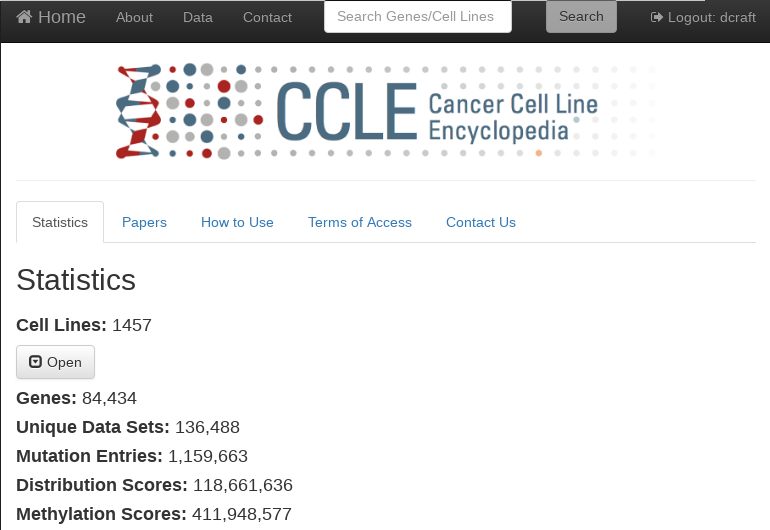 Home About Data Contact Search Genes/Cell Lines Search Logout: dcraft
CCLE Cancer Cell Line
Encyclopedia
Statistics Papers How to Use Terms of Access Contact Us
Statistics
Cell Lines: 1457
Open
Genes: 84,434
Unique Data Sets: 136,488
Mutation Entries: 1,159,663
Distribution Scores: 118,661,636
Methylation Scores: 411,948,577